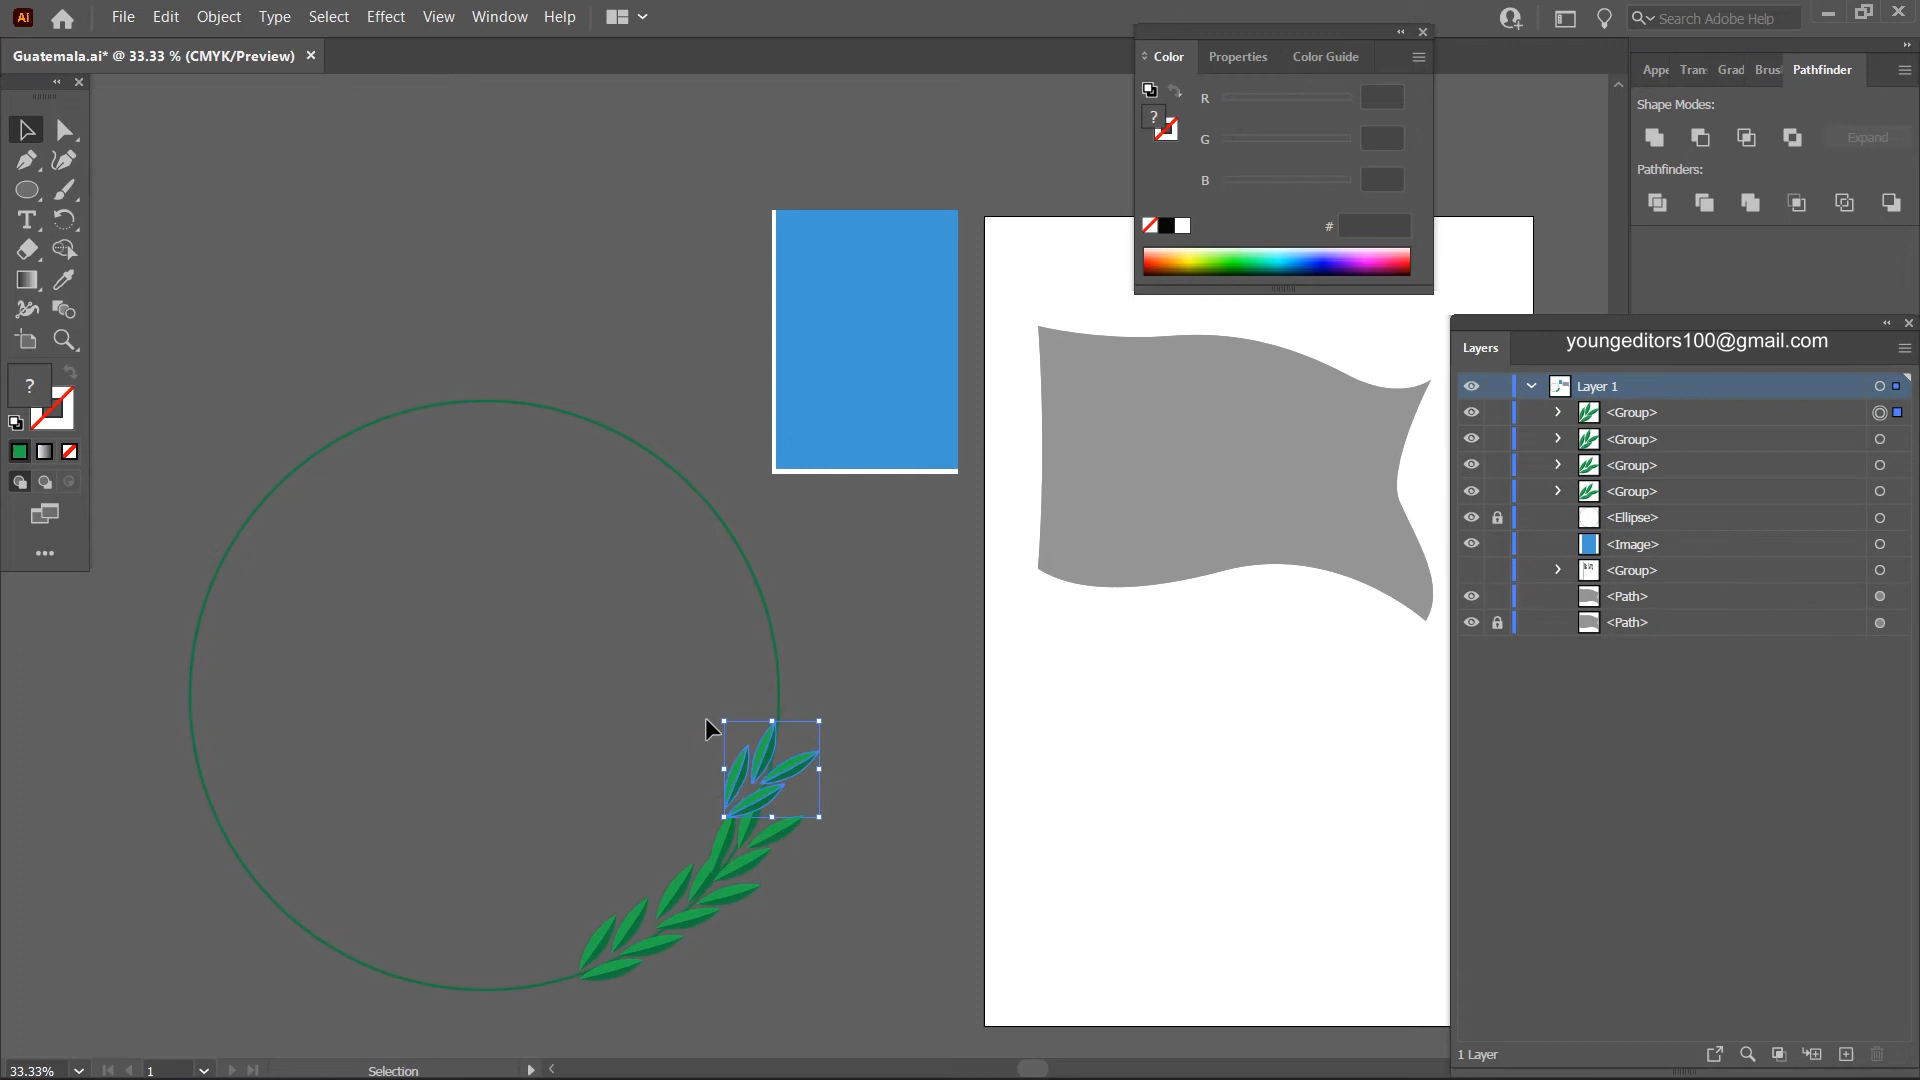 Ai
File Edit Object Type Select Effect View Window Help
Search Adobe Help
Guatemala.ai* @ 33.33 % (CMYK/Preview)
Color Properties Color Guide
R
G
B
#
Appe Tran Grad Brus Pathfinder
Shape Modes:
Expand
Pathfinders:
youngeditors100@gmail.com
Layers
Layer 1
<Group>
<Group>
<Group>
<Group>
<Ellipse>
<Image>
<Group>
<Path>
<Path>
1 Layer
?
?
T
33.33% 1 Selection